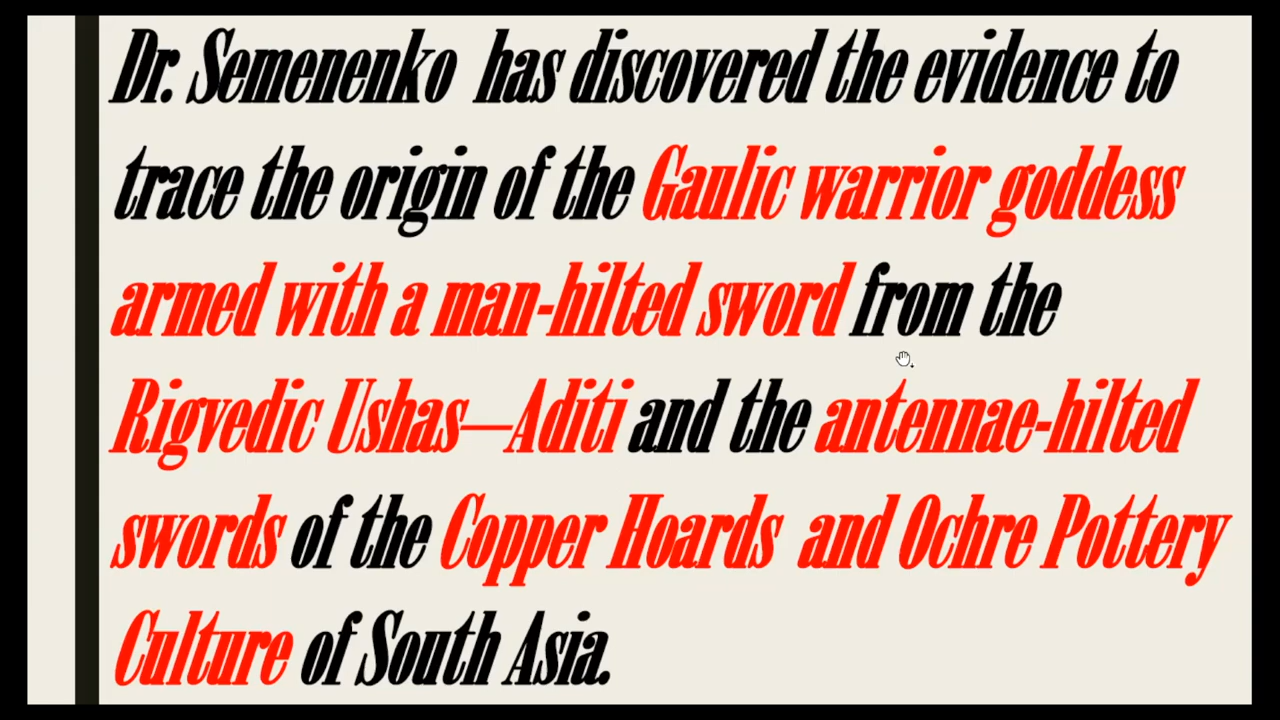 Dr. Semenenko has discovered the evidence to
trace the origin of the Gaulic warrior goddess
armed with a man-hilted sword from the
Rigvedic Ushas—Aditi and the antennae-hilted
swords of the Copper Hoards and Ochre Pottery
Culture of South Asia.